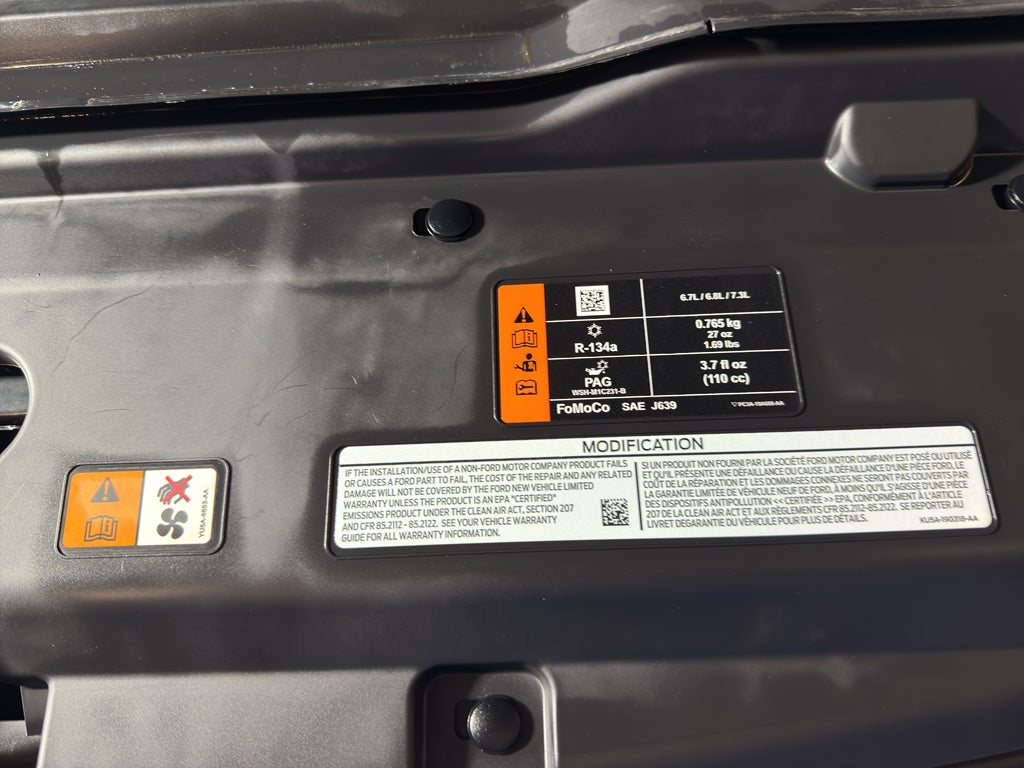 6.7L / 6.8L / 7.3L
R-134a
0.765 kg
27 oz
1.69 lbs
PAG
WSH-M1C231-B
3.7 fl oz
(110 cc)
FoMoCo SAE J639
MODIFICATION
IF THE INSTALLATION/USE OF A NON-FORD MOTOR COMPANY PRODUCT FAILS
OR CAUSES A FORD PART TO FAIL, THE COST OF THE REPAIR AND ANY RELATED
DAMAGE WILL NOT BE COVERED BY THE FORD NEW VEHICLE LIMITED
WARRANTY UNLESS THE PRODUCT IS AN EPA "CERTIFIED"
EMISSIONS PRODUCT UNDER THE CLEAN AIR ACT, SECTION 207
AND CFR 85.2112 - 85.2122. SEE YOUR VEHICLE WARRANTY
GUIDE FOR ALL WARRANTY INFORMATION.
SI UN PRODUIT NON FOURNI PAR LA SOCIÉTÉ FORD MOTOR COMPANY EST POSÉ OU UTILISÉ
ET QU'IL PRÉSENTE UNE DÉFAILLANCE OU CAUSE LA DÉFAILLANCE D'UNE PIÈCE FORD, LE
COÛT DE LA RÉPARATION ET LES DOMMAGES CONNEXES NE SERONT PAS COUVERTS PAR
LA GARANTIE LIMITÉE DE VÉHICULE NEUF DE FORD, À MOINS QU'IL S'AGISSE D'UNE PIÈCE
DES DISPOSITIFS ANTIPOLLUTION << CERTIFIÉS >> EPA, CONFORMÉMENT À L'ARTICLE
207 DE LA CLEAN AIR ACT ET AUX RÈGLEMENTS CFR 85.2112-85.2122. SE REPORTER AU
LIVRET DEGARANTIE DU VÉHICULE POUR PLUS DE DÉTAILS.
KU5A-19G318-AA
YU5A-8653-AA